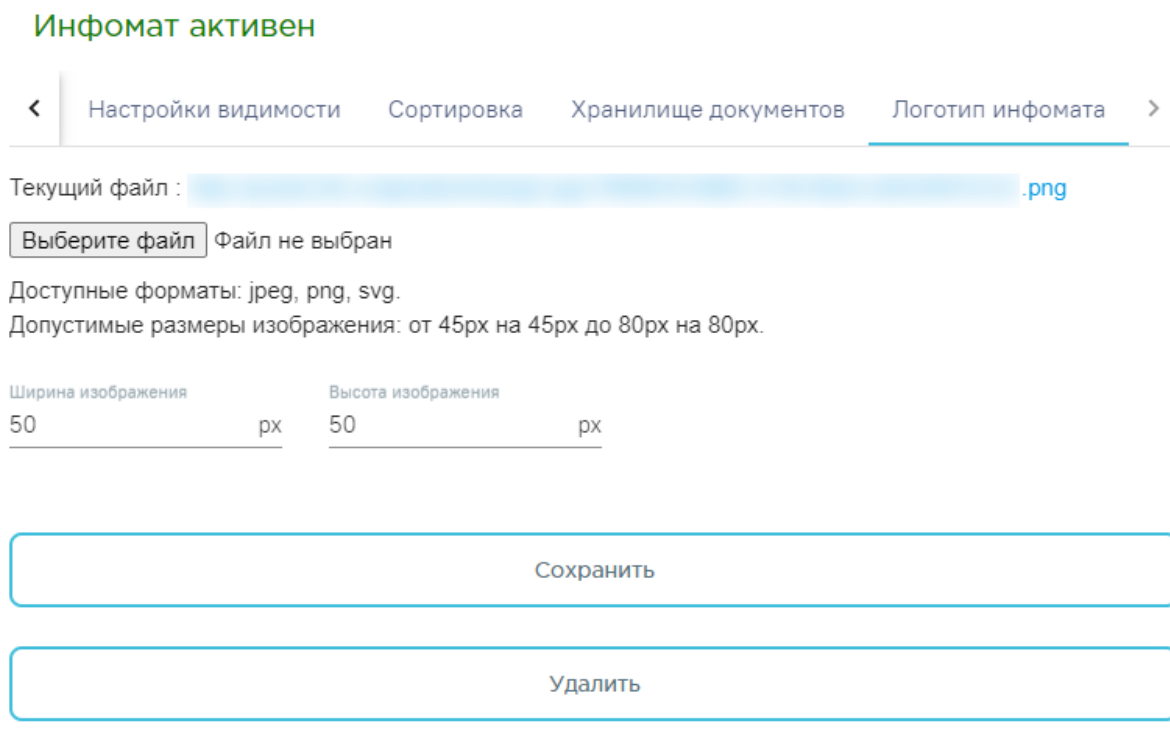 Инфомат активен
Настройки видимости Сортировка Хранилище документов Логотип инфомата
Текущий файл : .png
Выберите файл Файл не выбран
Доступные форматы: jpeg, png, svg.
Допустимые размеры изображения: от 45px на 45px до 80px на 80px.
Ширина изображения Высота изображения
50 px 50 px
Сохранить
Удалить